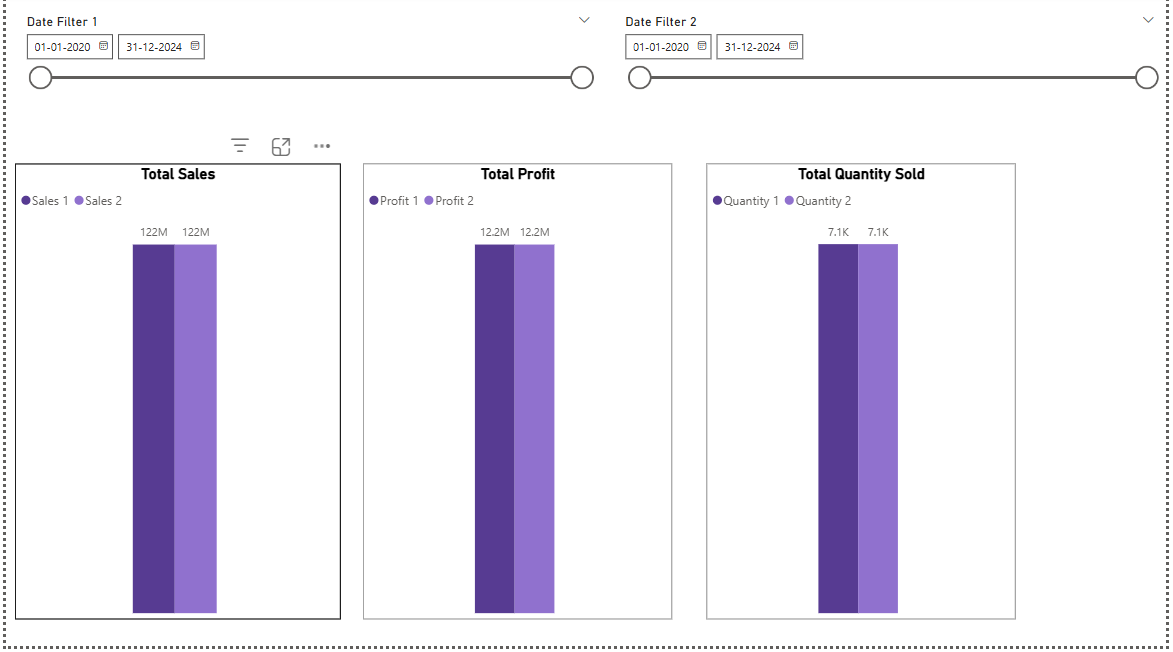 Date Filter 1
01-01-2020 31-12-2024
Date Filter 2
01-01-2020 31-12-2024
Total Sales
Sales 1 Sales 2
122M 122M
Total Profit
Profit 1 Profit 2
12.2M 12.2M
Total Quantity Sold
Quantity 1 Quantity 2
7.1K 7.1K